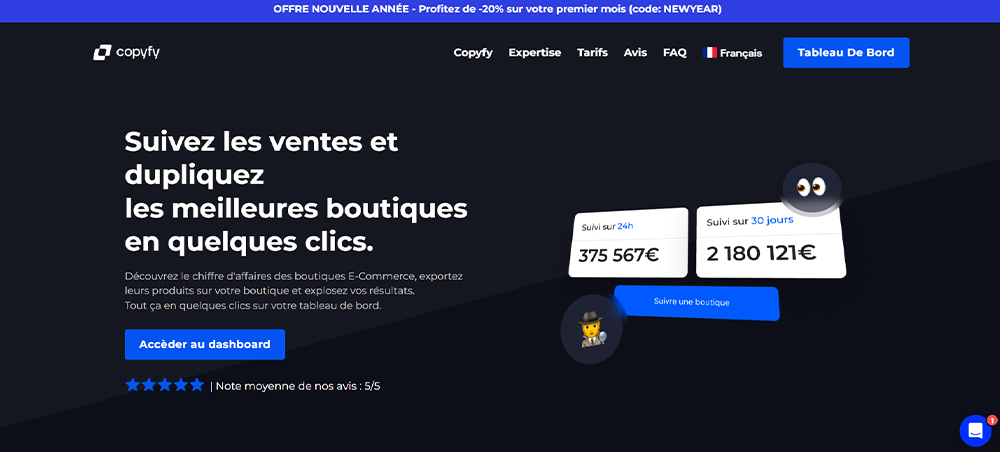 OFFRE NOUVELLE ANNÉE - Profitez de -20% sur votre premier mois (code: NEWYEAR)
copyfy
Copyfy Expertise Tarifs Avis FAQ Français Tableau De Bord
Suivez les ventes et
dupliquez
les meilleures boutiques
en quelques clics.
Découvrez le chiffre d'affaires des boutiques E-Commerce, exportez
leurs produits sur votre boutique et explosez vos résultats.
Tout ça en quelques clics sur votre tableau de bord.
Accèder au dashboard
| Note moyenne de nos avis : 5/5
Suivi sur 24h
375 567€
Suivi sur 30 jours
2 180 121€
Suivre une boutique
1